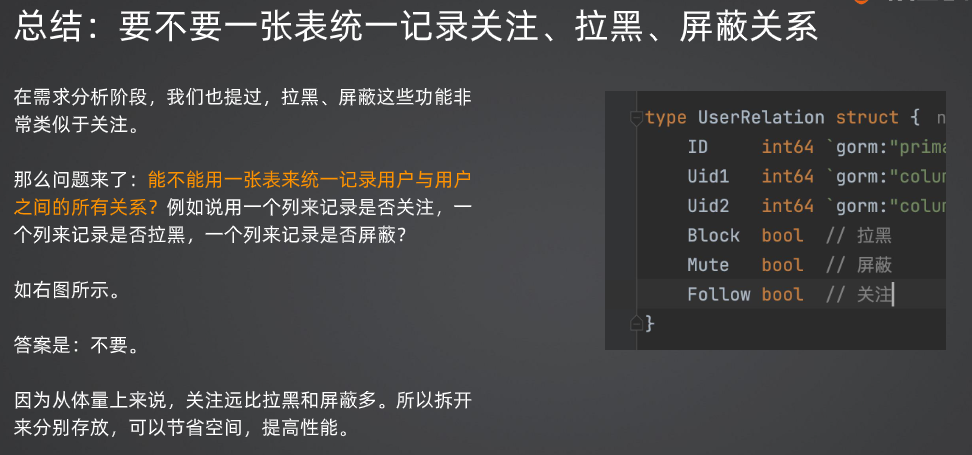 总结：要不要一张表统一记录关注、拉黑、屏蔽关系
在需求分析阶段，我们也提过，拉黑、屏蔽这些功能非
常类似于关注。
那么问题来了：能不能用一张表来统一记录用户与用户
之间的所有关系？例如说用一个列来记录是否关注，一
个列来记录是否拉黑，一个列来记录是否屏蔽？
如右图所示。
答案是：不要。
因为从体量上来说，关注远比拉黑和屏蔽多。所以拆开
来分别存放，可以节省空间，提高性能。
type UserRelation struct { n
ID int64 `gorm:"prima
Uid1 int64 `gorm:"colum
Uid2 int64 `gorm:"colum
Block bool // 拉黑
Mute bool // 屏蔽
Follow bool // 关注
}